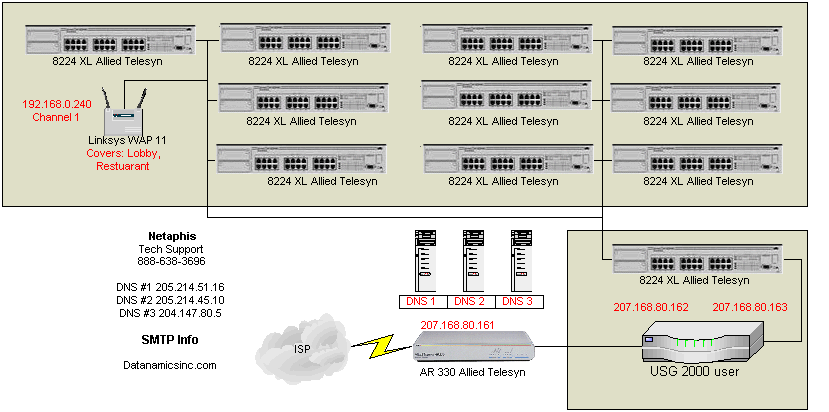 8224 XL Allied Telesyn
8224 XL Allied Telesyn
8224 XL Allied Telesyn
8224 XL Allied Telesyn
192.168.0.240
Channel 1
Linksys WAP 11
Covers: Lobby,
Restuarant
8224 XL Allied Telesyn
8224 XL Allied Telesyn
8224 XL Allied Telesyn
8224 XL Allied Telesyn
8224 XL Allied Telesyn
8224 XL Allied Telesyn
Netaphis
Tech Support
888-638-3696
DNS #1 205.214.51.16
DNS #2 205.214.45.10
DNS #3 204.147.80.5
SMTP Info
Datanamicsinc.com
DNS 1
DNS 2
DNS 3
ISP
207.168.80.161
AR 330 Allied Telesyn
8224 XL Allied Telesyn
207.168.80.162
207.168.80.163
USG 2000 user